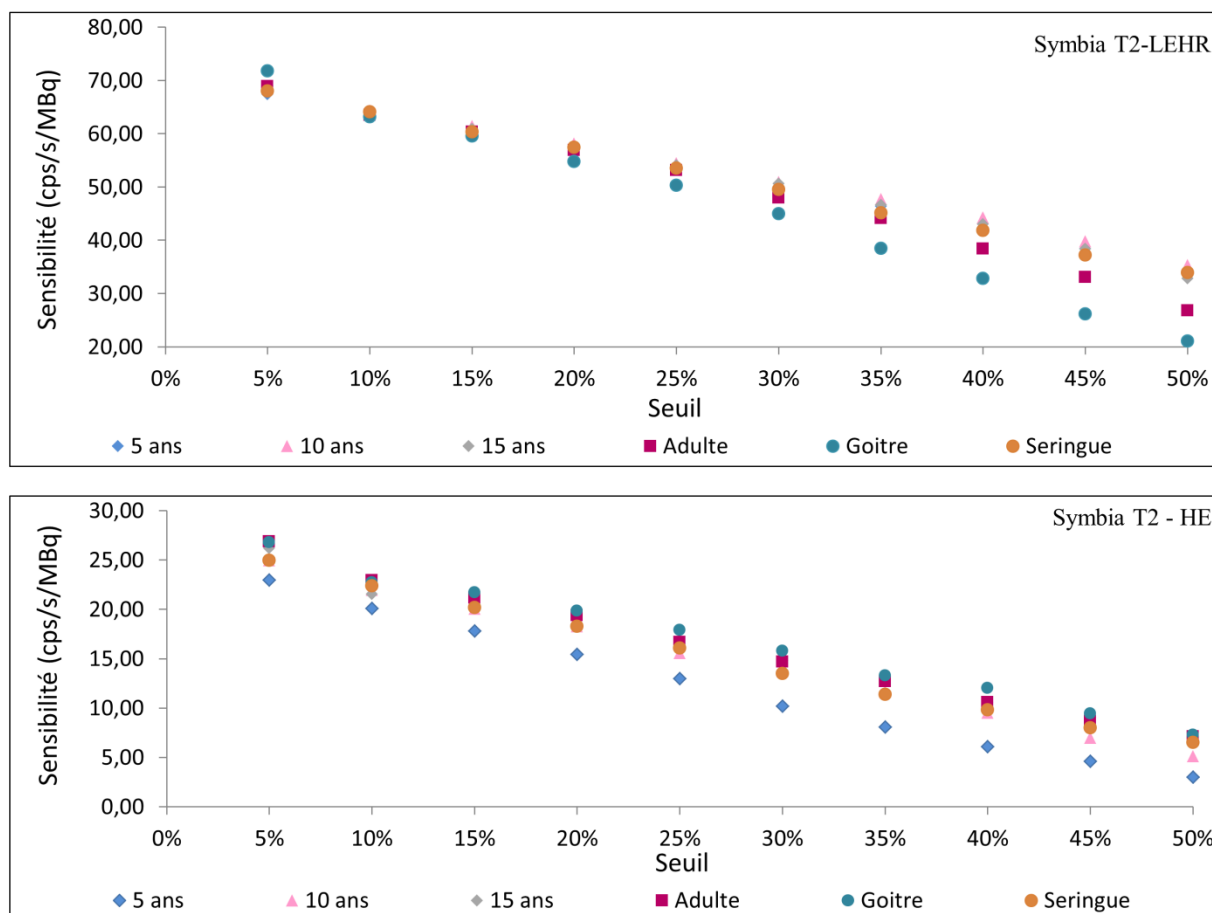 Symbia T2-LEHR
Sensibilité (cps/s/MBq)
80,00
70,00
60,00
50,00
40,00
30,00
20,00
0% 5% 10% 15% 20% 25% 30% 35% 40% 45% 50%
Seuil
5 ans 10 ans 15 ans Adulte Goitre Seringue
Symbia T2 - HE
Sensibilité (cps/s/MBq)
30,00
25,00
20,00
15,00
10,00
5,00
0,00
0% 5% 10% 15% 20% 25% 30% 35% 40% 45% 50%
Seuil
5 ans 10 ans 15 ans Adulte Goitre Seringue